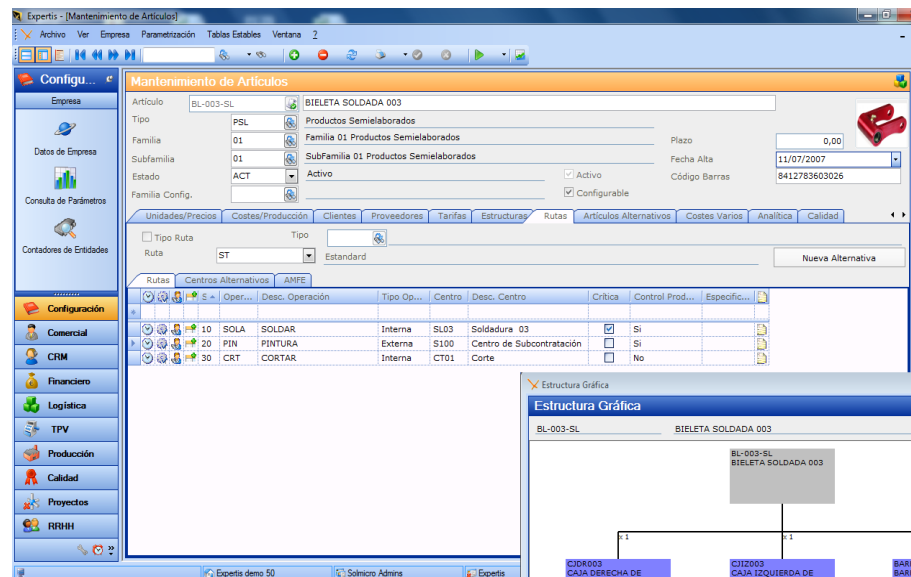 Expertis - [Mantenimiento de Artículos]
Archivo Ver Empresa Parametrización Tablas Estables Ventana ?
Configu...
Mantenimiento de Artículos
Empresa
Datos de Empresa
Consulta de Parámetros
Contadores de Entidades
Artículo BL-003-SL BIELETA SOLDADA 003
Tipo PSL Productos Semielaborados
Familia 01 Familia 01 Productos Semielaborados Plazo 0,00
Subfamilia 01 SubFamilia 01 Productos Semielaborados Fecha Alta 11/07/2007
Estado ACT Activo Activo Código Barras 8412783603026
Familia Config. Configurable
Unidades/Precios Costes/Producción Clientes Proveedores Tarifas Estructuras Rutas Artículos Alternativos Costes Varios Analítica Calidad
Tipo Ruta Tipo
Ruta ST Estandard Nueva Alternativa
Rutas Centros Alternativos AMFE
S Oper... Desc. Operación Tipo Op... Centro Desc. Centro Crítica Control Prod... Especific...
10 SOLA SOLDAR Interna SL03 Soldadura 03 Si
20 PIN PINTURA Externa S100 Centro de Subcontratación Si
30 CRT CORTAR Interna CT01 Corte No
Configuración
Comercial
CRM
Financiero
Logística
TPV
Producción
Calidad
Proyectos
RRHH
Estructura Gráfica
Estructura Gráfica
BL-003-SL BIELETA SOLDADA 003
BL-003-SL
BIELETA SOLDADA 003
x 1 x 1
CJDR003 CJIZ003 BAR
CAJA DERECHA DE CAJA IZQUIERDA DE BAR
Expertis demo 50 Solmicro Admins Expertis